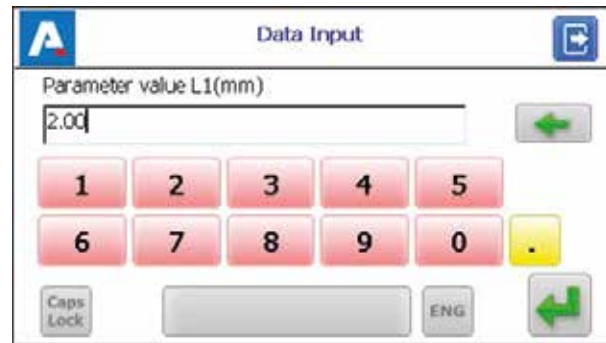 A
Data Input
Parameter value L1(mm)
2.00
1 2 3 4 5
6 7 8 9 0 .
Caps
Lock
ENG